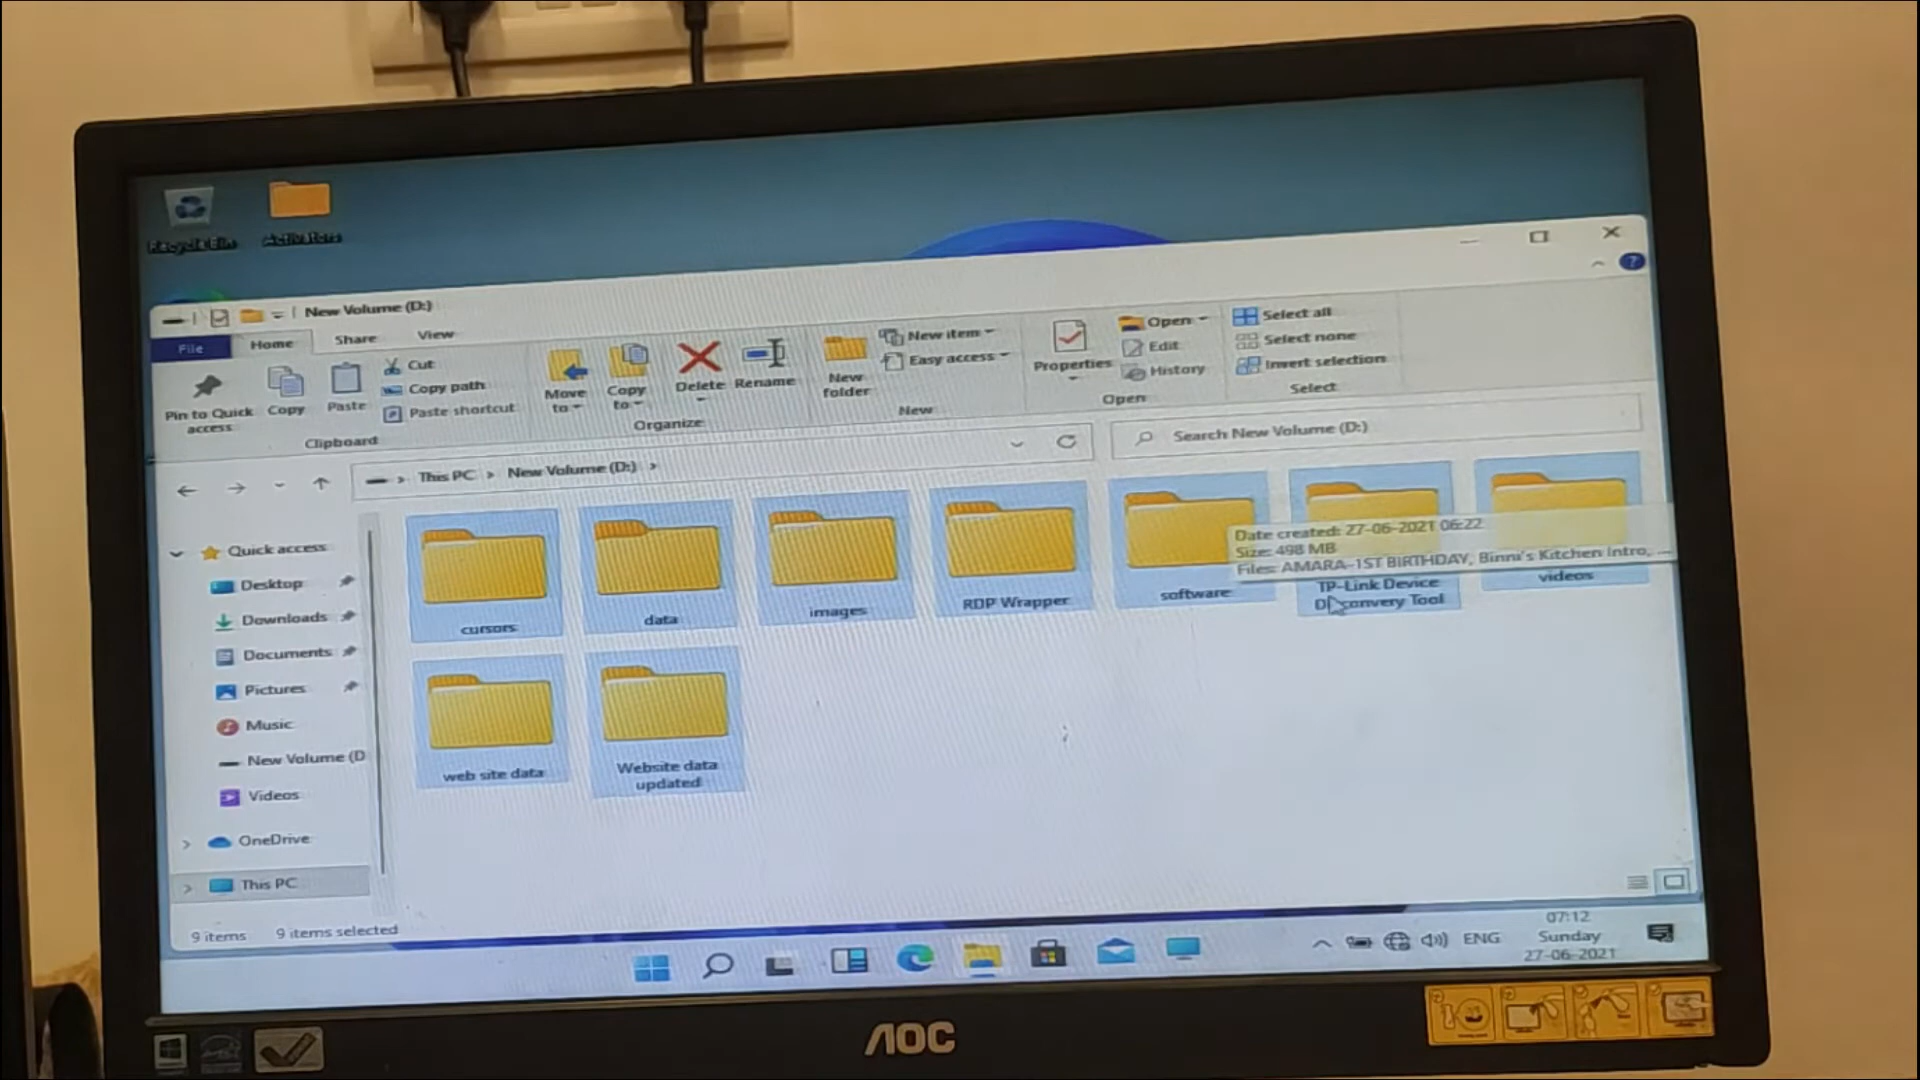 Recycle Bin
Activators
New Volume (D:)
File
Home
Share
View
Pin to Quick
access
Copy
Paste
Cut
Copy path
Paste shortcut
Clipboard
Move
to
Copy
to
Delete
Rename
Organize
New
folder
New item
Easy access
New
Properties
Open
Edit
History
Open
Select all
Select none
Invert selection
Select
This PC > New Volume (D:) >
Search New Volume (D:)
Quick access
Desktop
Downloads
Documents
Pictures
Music
New Volume (D
Videos
OneDrive
This PC
cursors
data
images
RDP Wrapper
software
TP-Link Device
Discovery Tool
videos
Date created: 27-06-2021 06:22
Size: 498 MB
Files: AMARA-1ST BIRTHDAY, Binni's Kitchen Intro, ...
web site data
Website data
updated
9 items
9 items selected
ENG
07:12
Sunday
27-06-2021
AOC